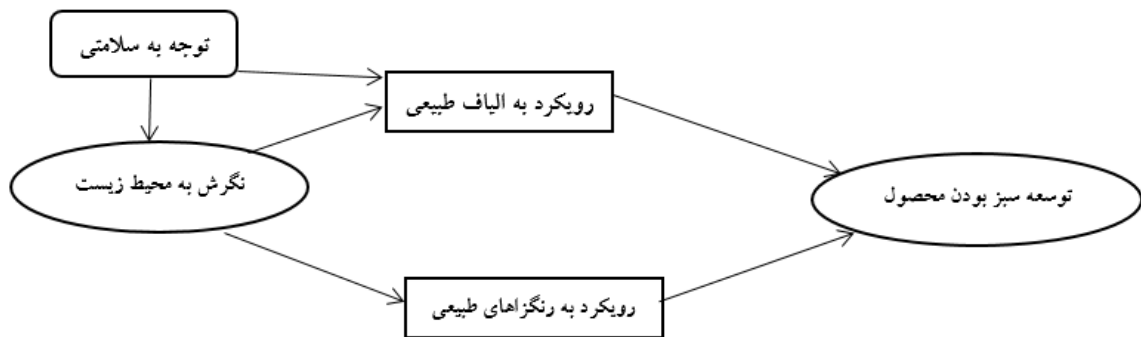 توجه به سلامتی
رویکرد به الیاف طبیعی
نگرش به محیط زیست
توسعه سبز بودن محصول
رویکرد به رنگزاهای طبیعی